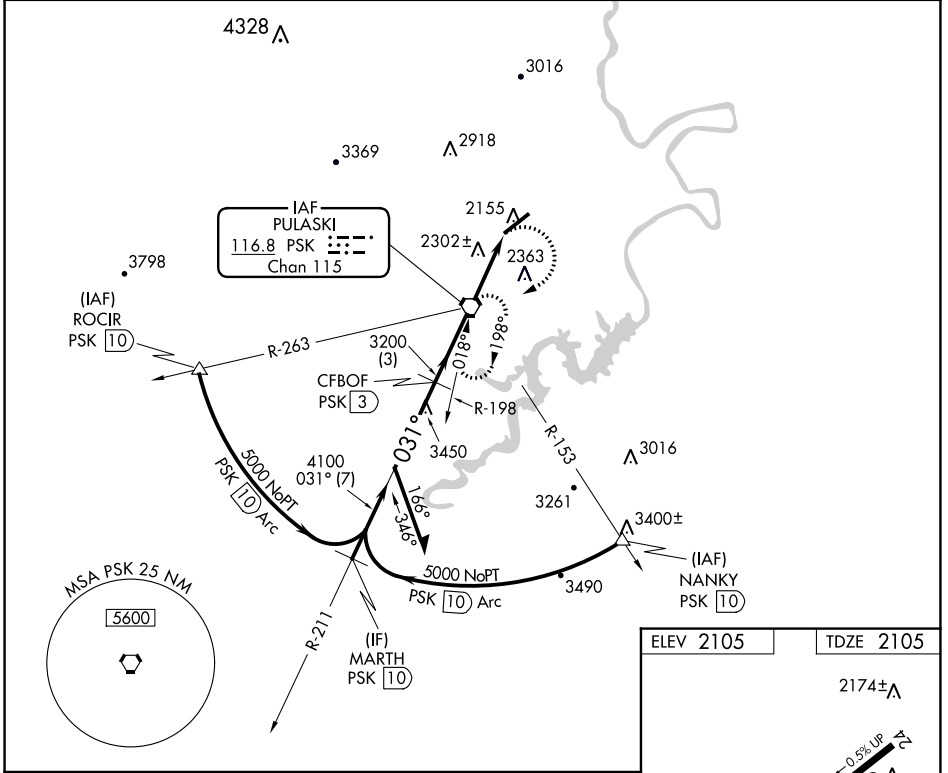 4328
3016
2918
3369
IAF
PULASKI
116.8 PSK
Chan 115
2155
2302±
2363
3798
(IAF)
ROCIR
PSK 10
R-263
3200
(3)
018°
198°
CFBOF
PSK 3
R-198
031°
3450
R-153
3016
4100
031° (7)
5000 NoPT
PSK 10 Arc
166°
346°
3261
3400±
(IAF)
NANKY
PSK 10
5000 NoPT
PSK 10 Arc
3490
MSA PSK 25 NM
5600
R-211
(IF)
MARTH
PSK 10
ELEV 2105
TDZE 2105
2174±
0.5% UP
24